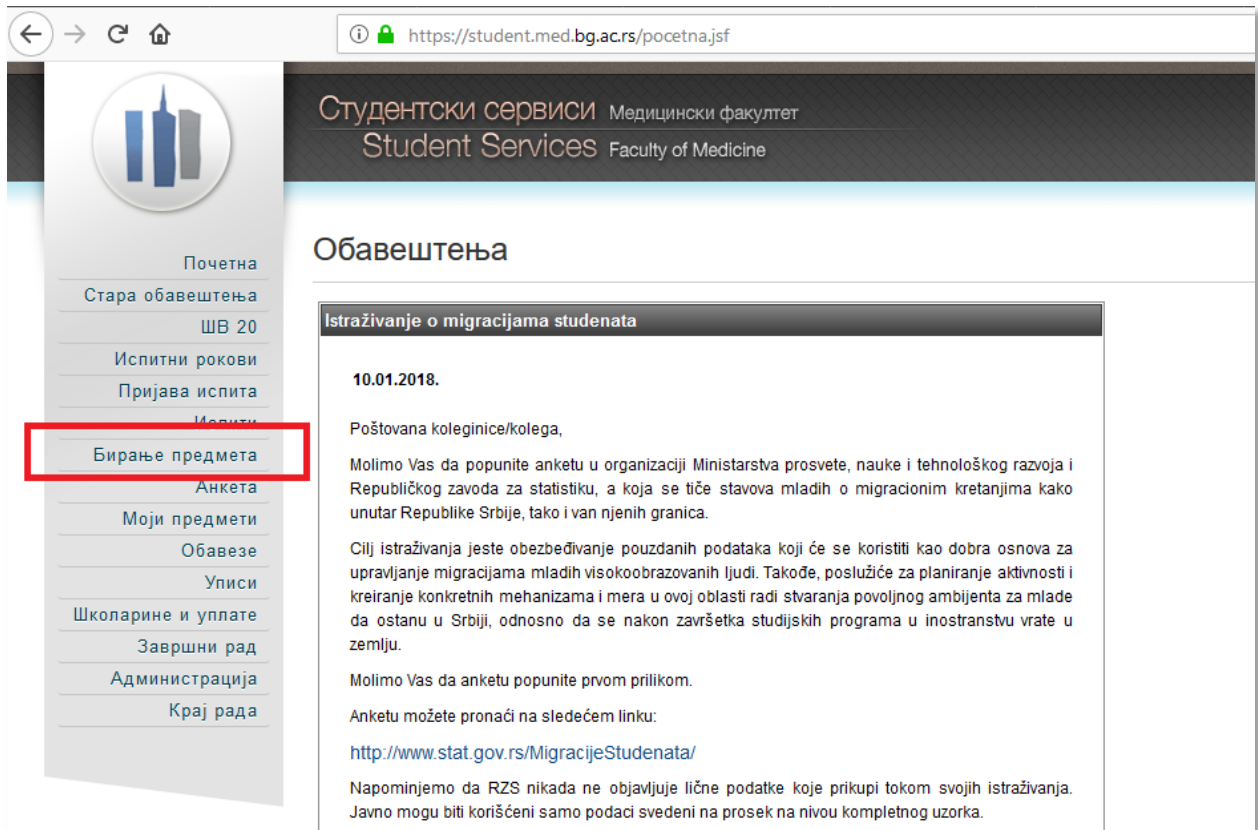 https://student.med.bg.ac.rs/pocetna.jsf
Студентски сервиси Медицински факултет
Student Services Faculty of Medicine
Почетна
Стара обавештења
ШВ 20
Испитни рокови
Пријава испита
Испити
Бирање предмета
Анкета
Моји предмети
Обавезе
Уписи
Школарине и уплате
Завршни рад
Администрација
Крај рада
Обавештења
Istraživanje o migracijama studenata
10.01.2018.
Poštovana koleginice/kolega,
Molimo Vas da popunite anketu u organizaciji Ministarstva prosvete, nauke i tehnološkog razvoja i
Republičkog zavoda za statistiku, a koja se tiče stavova mladih o migracionim kretanjima kako
unutar Republike Srbije, tako i van njenih granica.
Cilj istraživanja jeste obezbeđivanje pouzdanih podataka koji će se koristiti kao dobra osnova za
upravljanje migracijama mladih visokoobrazovanih ljudi. Takođe, poslužiće za planiranje aktivnosti i
kreiranje konkretnih mehanizama i mera u ovoj oblasti radi stvaranja povoljnog ambijenta za mlade
da ostanu u Srbiji, odnosno da se nakon završetka studijskih programa u inostranstvu vrate u
zemlju.
Molimo Vas da anketu popunite prvom prilikom.
Anketu možete pronaći na sledećem linku:
http://www.stat.gov.rs/MigracijeStudenata/
Napominjemo da RZS nikada ne objavljuje lične podatke koje prikupi tokom svojih istraživanja.
Javno mogu biti korišćeni samo podaci svedeni na prosek na nivou kompletnog uzorka.